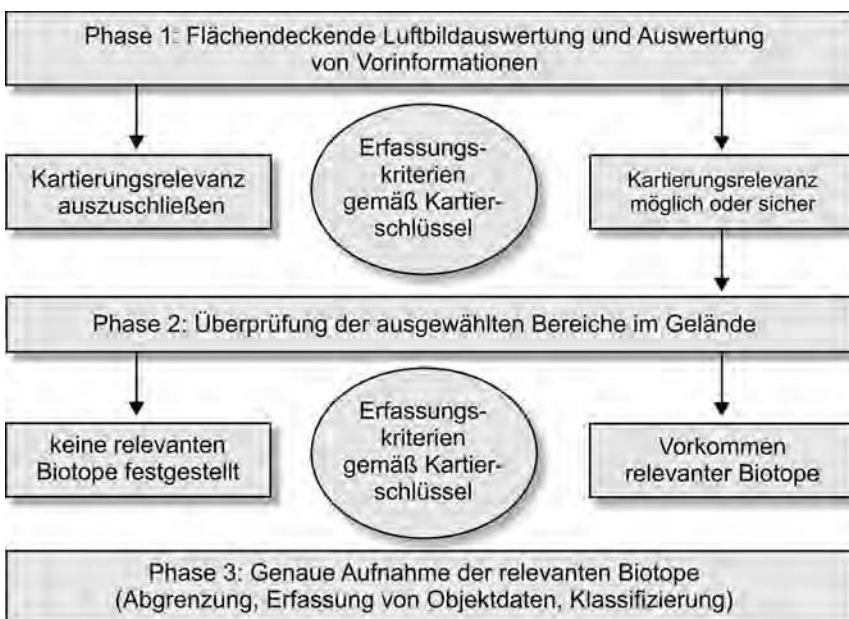 Phase 1: Flächendeckende Luftbildauswertung und Auswertung
von Vorinformationen
Kartierungsrelevanz
auszuschließen
Erfassungs-
kriterien
gemäß Kartier-
schlüssel
Kartierungsrelevanz
möglich oder sicher
Phase 2: Überprüfung der ausgewählten Bereiche im Gelände
keine relevanten
Biotope festgestellt
Erfassungs-
kriterien
gemäß Kartier-
schlüssel
Vorkommen
relevanter Biotope
Phase 3: Genaue Aufnahme der relevanten Biotope
(Abgrenzung, Erfassung von Objektdaten, Klassifizierung)